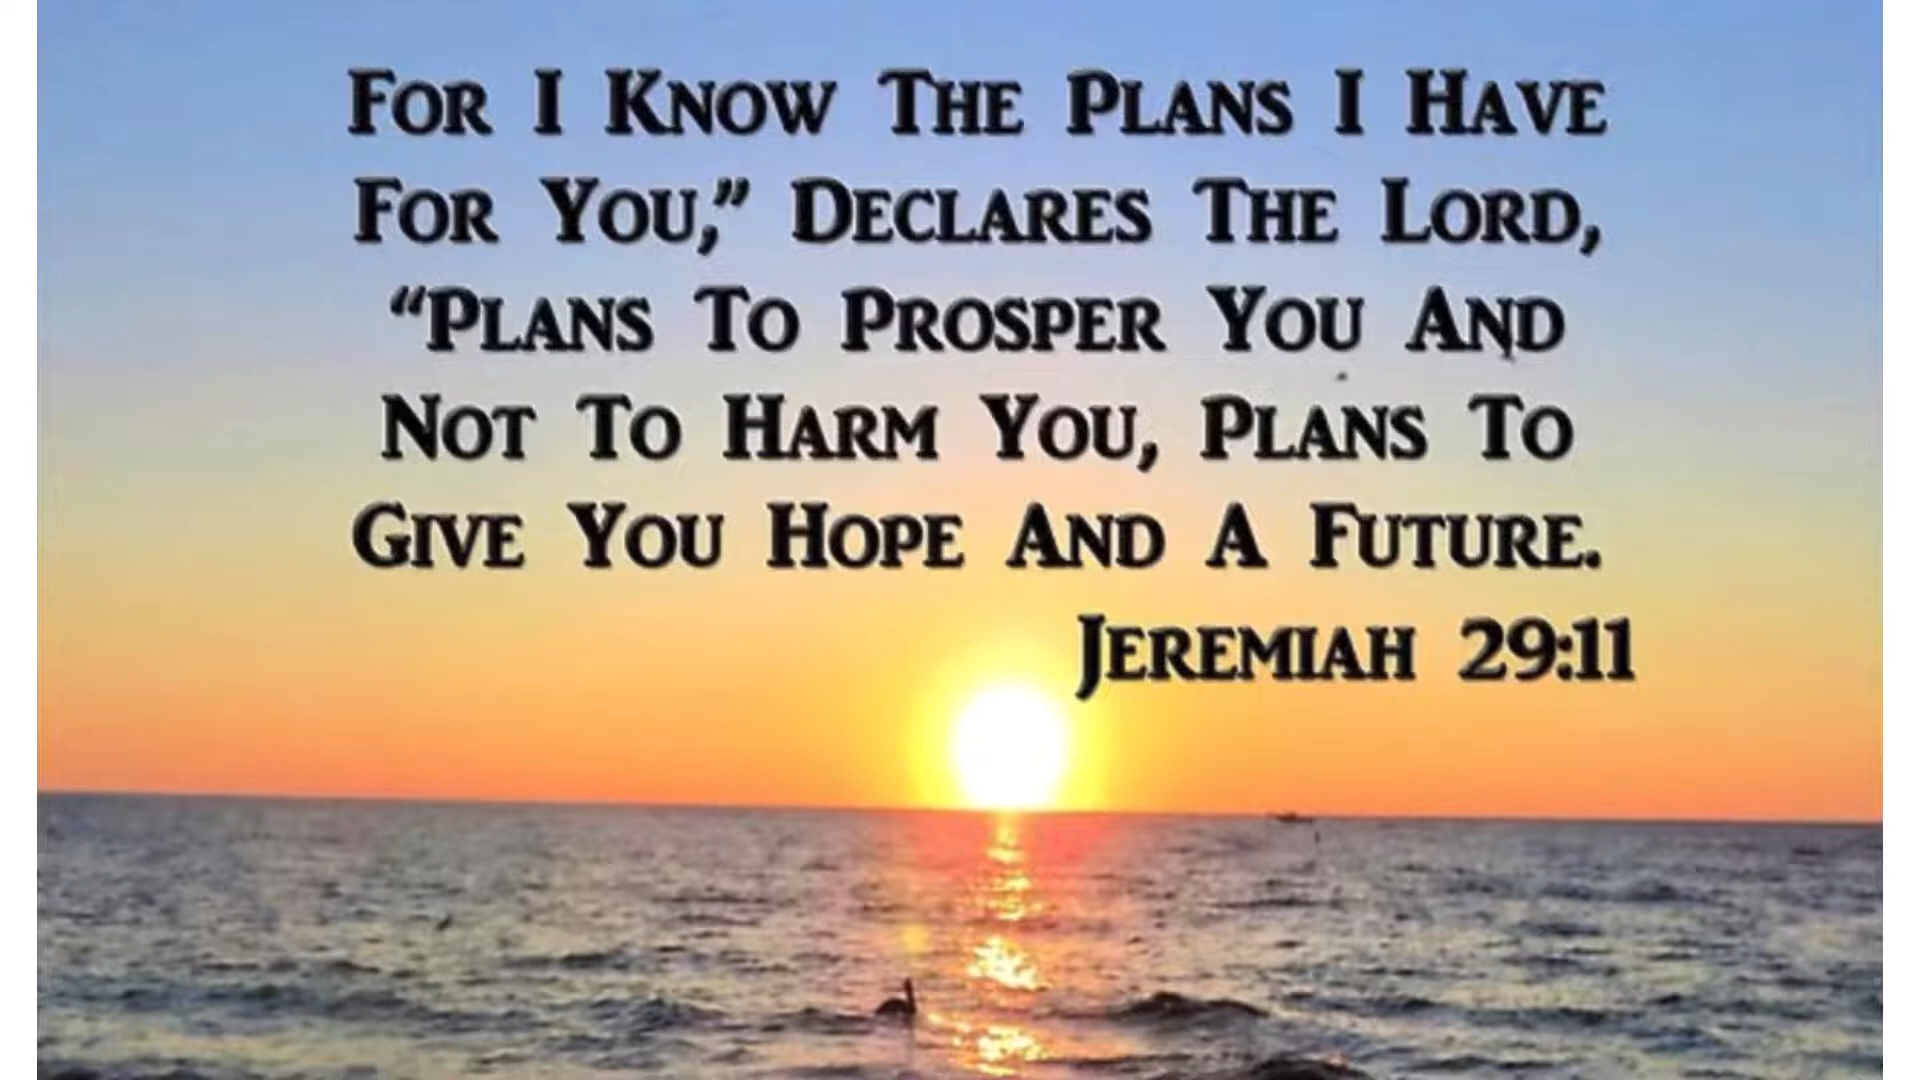 For I Know The Plans I Have
For You,” Declares The Lord,
“Plans To Prosper You And
Not To Harm You, Plans To
Give You Hope And A Future.
Jeremiah 29:11